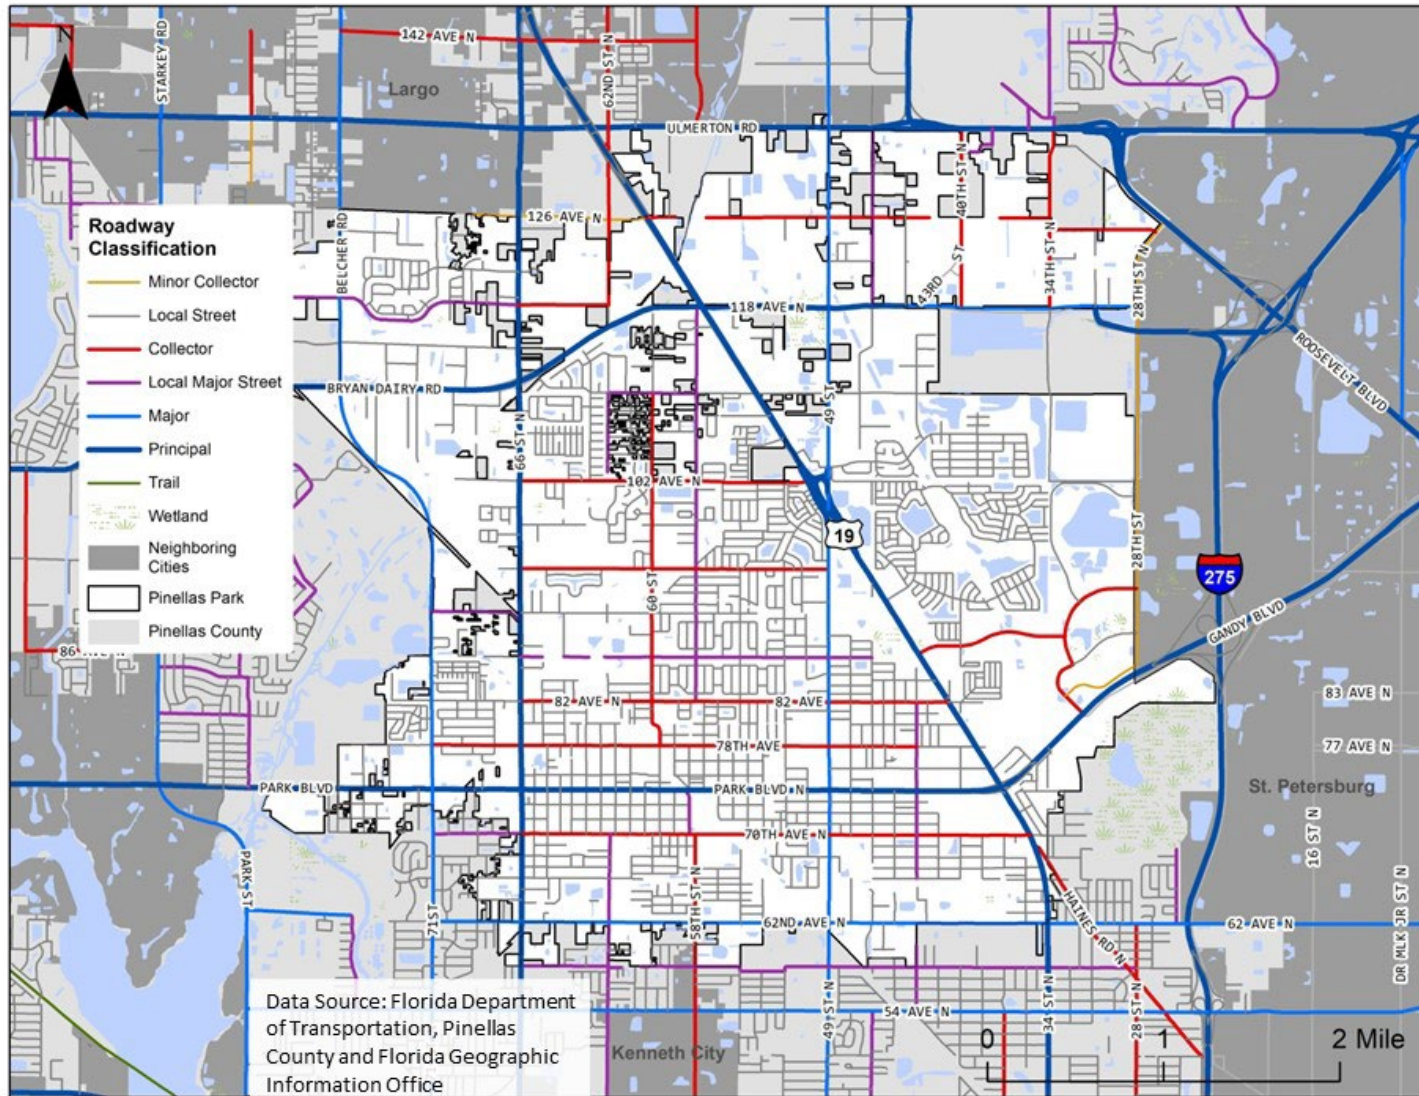 142 AVE N
STARKEY RD
62ND ST N
N
Largo
ULMERTON RD
40TH ST N
126 AVE N
BELCHER RD
34TH ST N
43RD ST
28TH ST N
118 AVE N
Roadway
Classification
Minor Collector
Local Street
Collector
Local Major Street
Major
Principal
Trail
Wetland
Neighboring
Cities
Pinellas Park
Pinellas County
ROOSEVELT BLVD
BRYAN DAIRY RD
49 ST
66 ST N
102 AVE N
19
28TH ST
275
60 ST
GANDY BLVD
86 AVE N
82 AVE N
82 AVE
83 AVE N
78TH AVE
77 AVE N
PARK BLVD
PARK BLVD N
St. Petersburg
70TH AVE N
16 ST N
PARK ST
71ST
58TH ST N
62ND AVE N
HAINES RD N
62 AVE N
DR MLK JR ST N
49 ST N
54 AVE N
34 ST N
28 ST N
Data Source: Florida Department
of Transportation, Pinellas
County and Florida Geographic
Information Office
Kenneth City
0 1 2 Mile